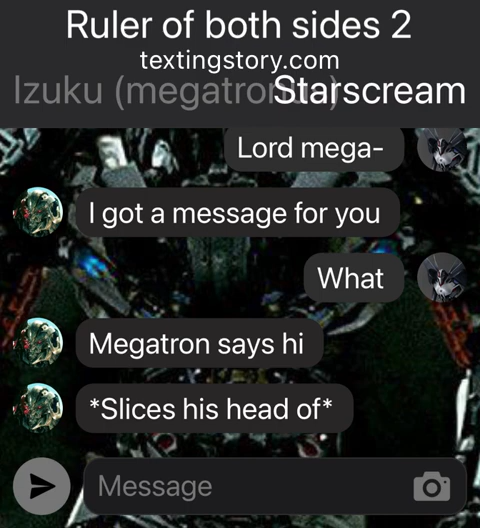 Ruler of both sides 2
textingstory.com
Izuku (megatronus) Starscream
Lord mega-
I got a message for you
What
Megatron says hi
*Slices his head of*
Message